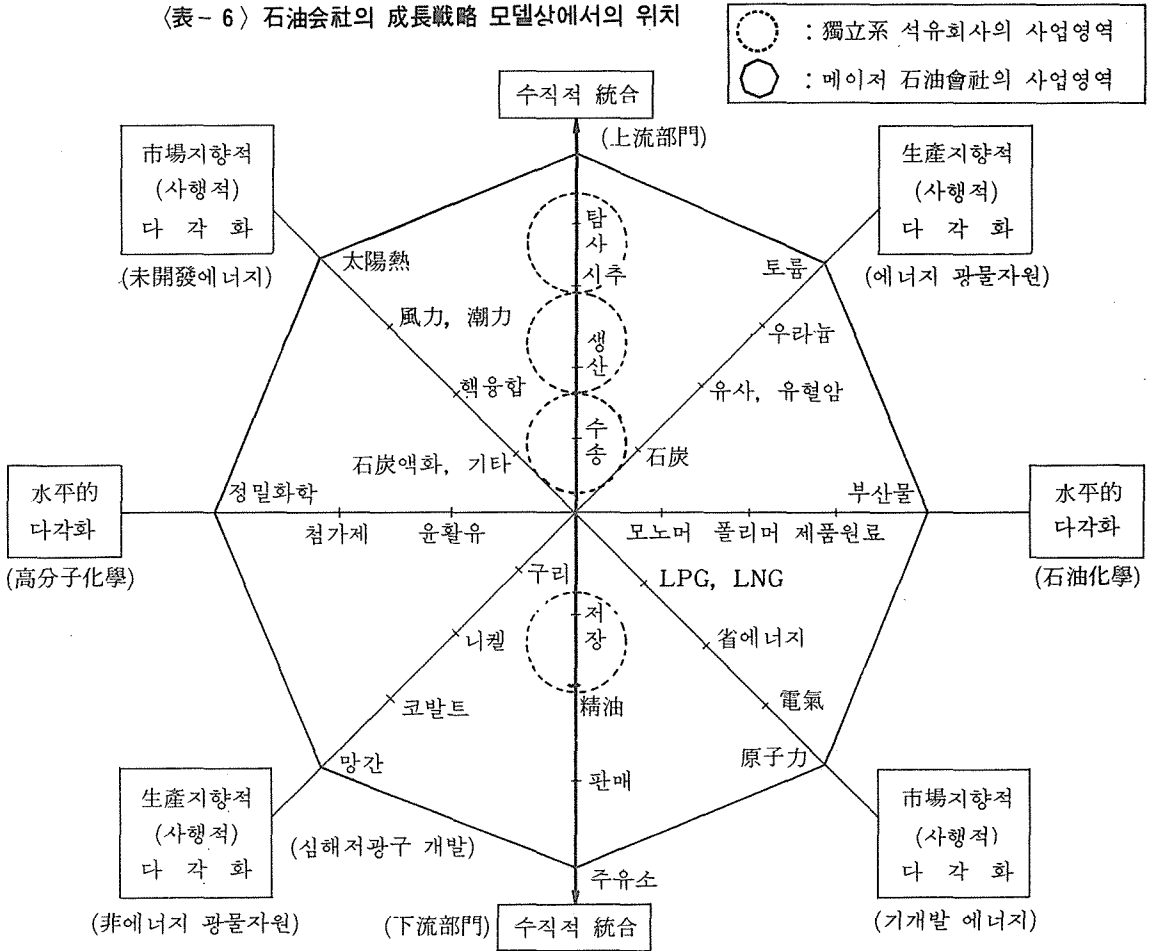 〈表－6〉石油会社의 成長戦略 모델상에서의 위치
: 獨立系 석유회사의 사업영역
: 메이저 石油會社의 사업영역
수직적 統合
(上流部門)
市場지향적
(사행적)
다 각 화
(未開發에너지)
生產지향적
(사행적)
다 각 화
(에너지 광물자원)
탐사
시추
생산
수송
太陽熱
風力, 潮力
핵융합
石炭액화, 기타
토륨
우라늄
유사, 유혈암
石炭
水平的
다각화
(高分子化學)
정밀화학
첨가제 윤활유
부산물
모노머 폴리머 제품원료
水平的
다각화
(石油化學)
구리
니켈
코발트
망간
저장
精油
판매
주유소
LPG, LNG
省에너지
電氣
原子力
生產지향적
(사행적)
다 각 화
(非에너지 광물자원)
(심해저광구 개발)
(下流部門)
수직적 統合
市場지향적
(사행적)
다 각 화
(기개발 에너지)